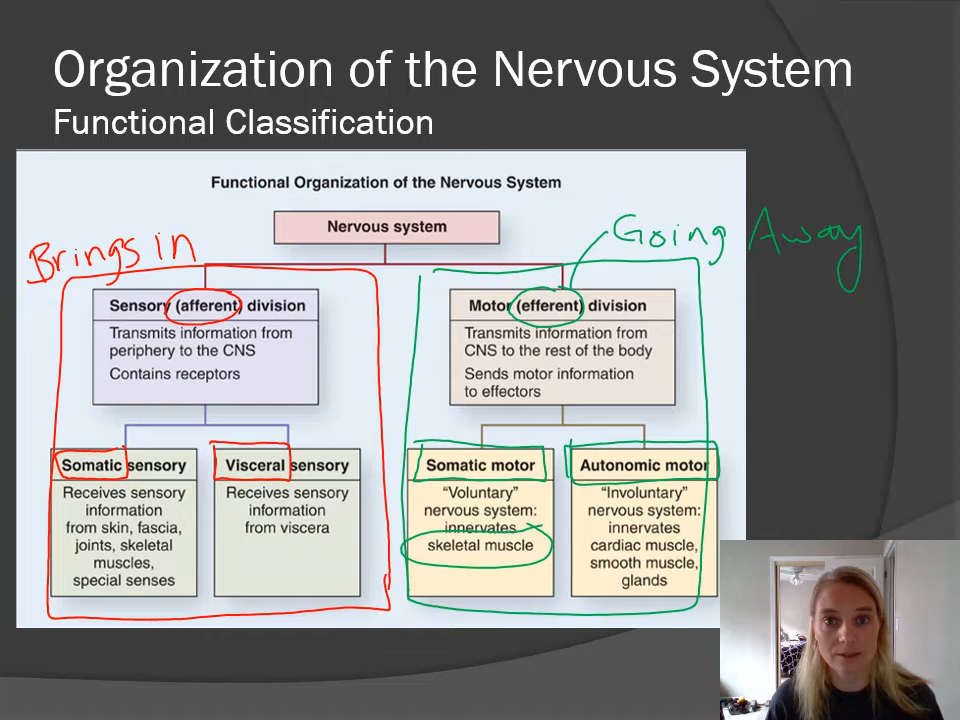 Organization of the Nervous System
Functional Classification
Functional Organization of the Nervous System
Nervous system
Brings in
Going Away
Sensory (afferent) division
Transmits information from
periphery to the CNS
Contains receptors
Motor (efferent) division
Transmits information from
CNS to the rest of the body
Sends motor information
to effectors
Somatic sensory
Receives sensory
information
from skin, fascia,
joints, skeletal
muscles,
special senses
Visceral sensory
Receives sensory
information
from viscera
Somatic motor
“Voluntary”
nervous system:
innervates
skeletal muscle
Autonomic motor
“Involuntary”
nervous system:
innervates
cardiac muscle,
smooth muscle,
glands